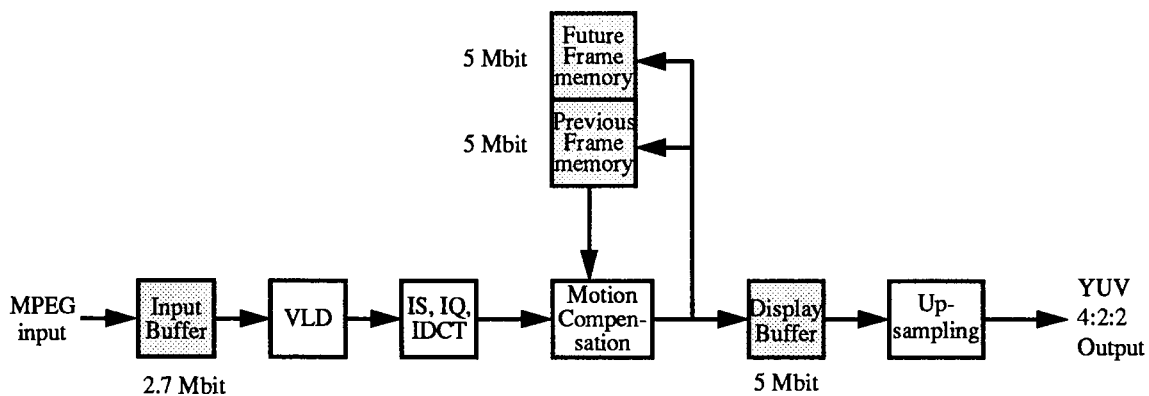 Future
Frame
memory
5 Mbit
Previous
Frame
memory
5 Mbit
MPEG
input
Input
Buffer
2.7 Mbit
VLD
IS, IQ,
IDCT
Motion
Compen-
sation
Display
Buffer
5 Mbit
Up-
sampling
YUV
4:2:2
Output